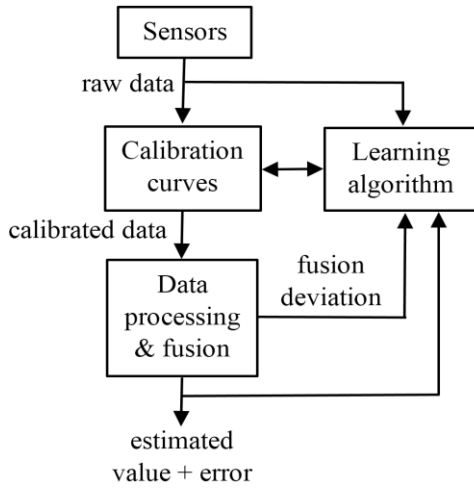 Sensors
raw data
Calibration
curves
Learning
algorithm
calibrated data
Data
processing
& fusion
fusion
deviation
estimated
value + error